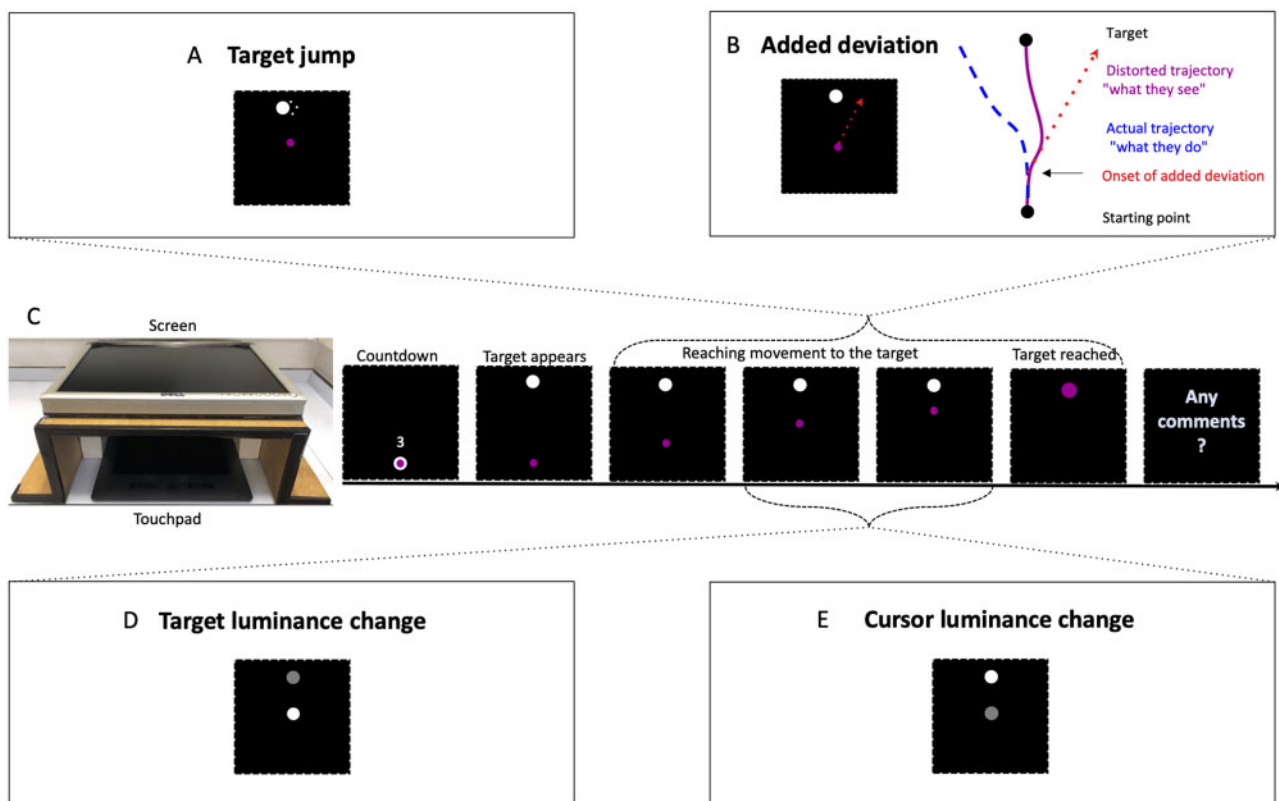 A Target jump
B Added deviation
Target
Distorted trajectory
"what they see"
Actual trajectory
"what they do"
Onset of added deviation
Starting point
C
Screen
DELL
Touchpad
Countdown
3
Target appears
Reaching movement to the target
Target reached
Any
comments
?
D Target luminance change
E Cursor luminance change